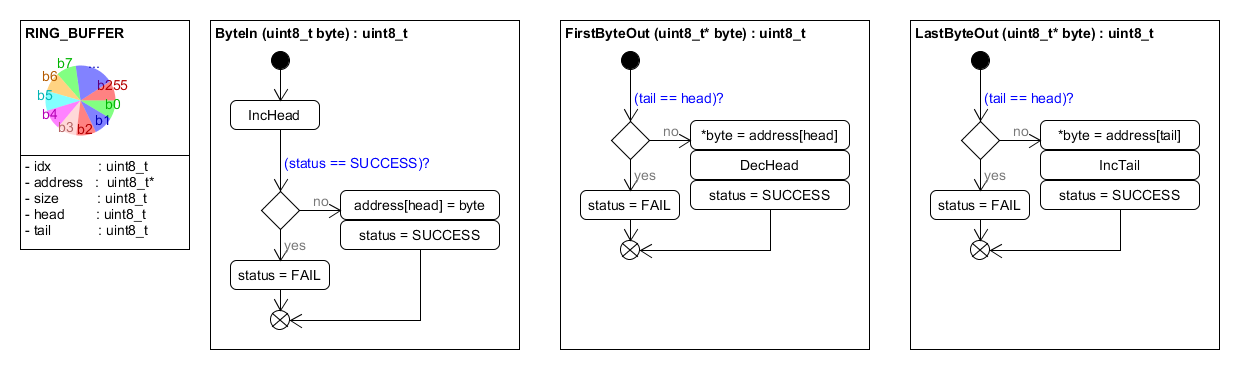 RING_BUFFER
b7
...
b6
b255
b5
b0
b4
b1
b3
b2
- idx : uint8_t
- address : uint8_t*
- size : uint8_t
- head : uint8_t
- tail : uint8_t
ByteIn (uint8_t byte) : uint8_t
IncHead
(status == SUCCESS)?
no
address[head] = byte
status = SUCCESS
yes
status = FAIL
FirstByteOut (uint8_t* byte) : uint8_t
(tail == head)?
no
*byte = address[head]
DecHead
yes
status = SUCCESS
status = FAIL
LastByteOut (uint8_t* byte) : uint8_t
(tail == head)?
no
*byte = address[tail]
IncTail
yes
status = SUCCESS
status = FAIL